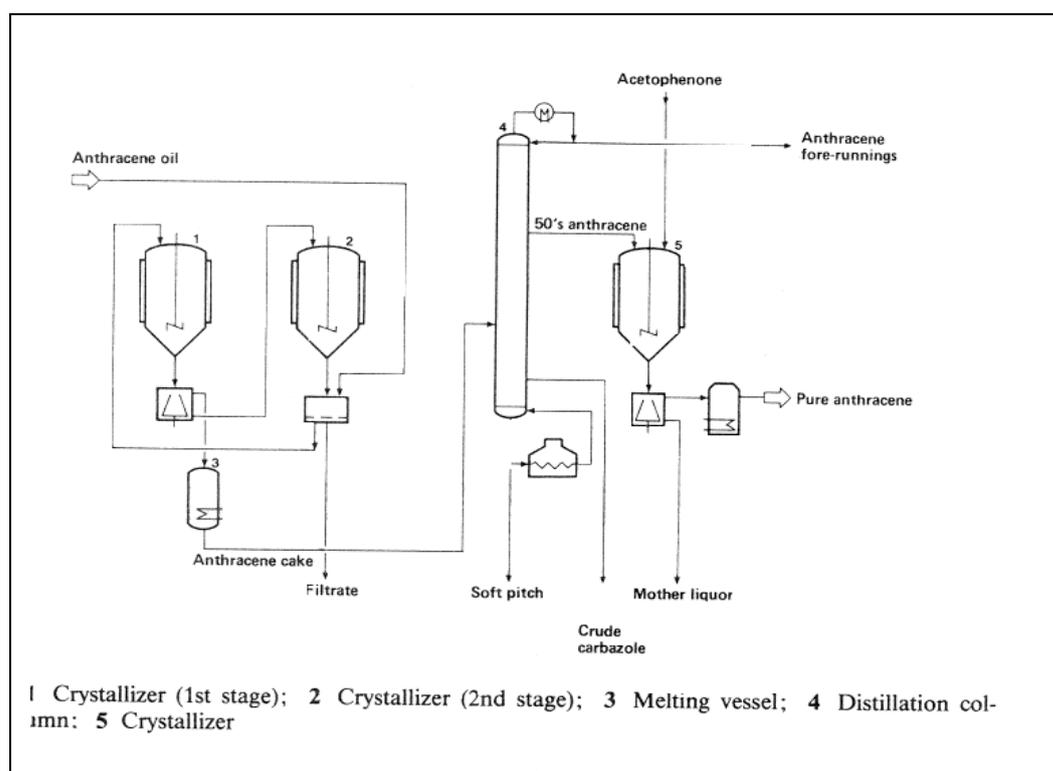 Acetophenone
4
Anthracene
fore-runnings
Anthracene oil
50's anthracene
1
2
5
Pure anthracene
3
Anthracene cake
Filtrate
Soft pitch
Mother liquor
Crude
carbazole
l Crystallizer (1st stage); 2 Crystallizer (2nd stage); 3 Melting vessel; 4 Distillation col-
umn: 5 Crystallizer